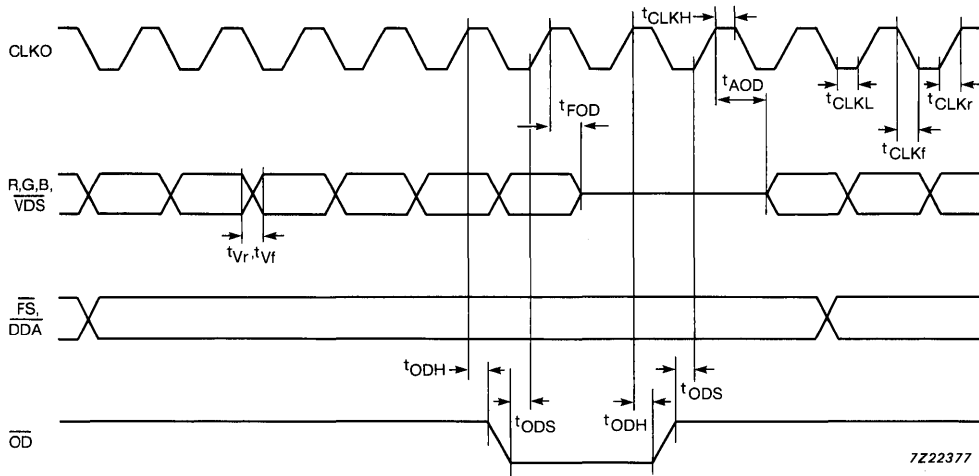 tCLKH
CLKO
tAOD
tFOD
tCLKL
tCLKr
tCLKf
R,G,B,
VDS
tVr,tVf
FS,
DDA
tODH
tODS
tODS
tODH
OD
7Z22377